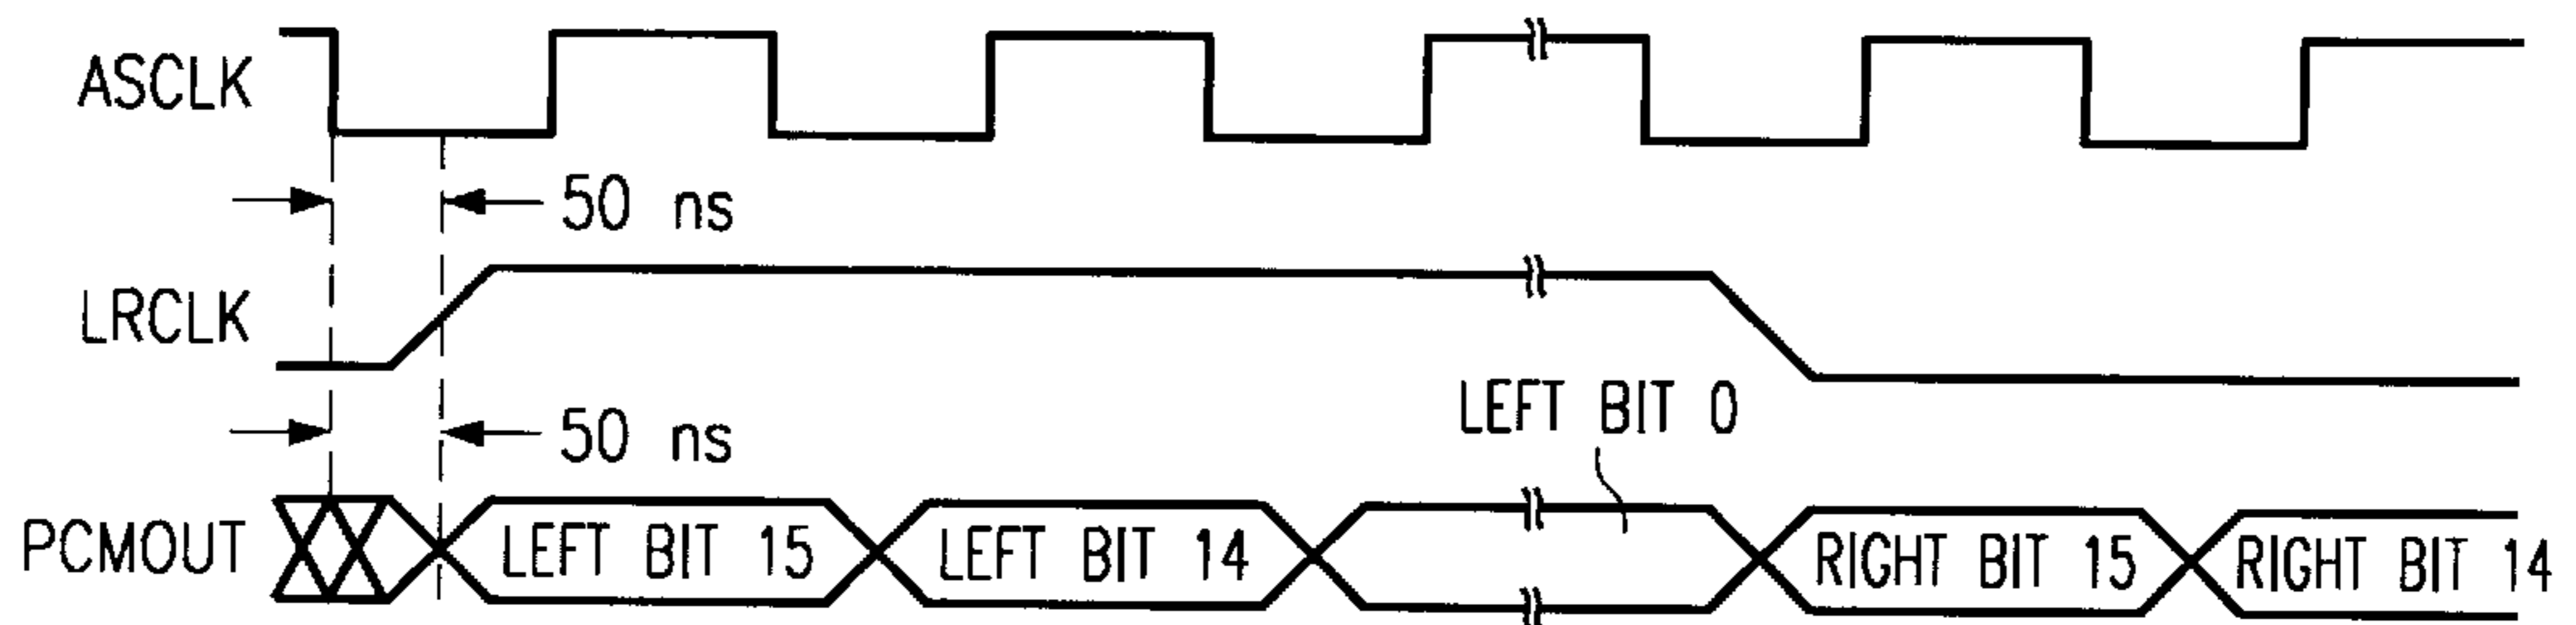 ASCLK
50 ns
LRCLK
LEFT BIT 0
50 ns
PCMOUT
LEFT BIT 15
LEFT BIT 14
RIGHT BIT 15
RIGHT BIT 14